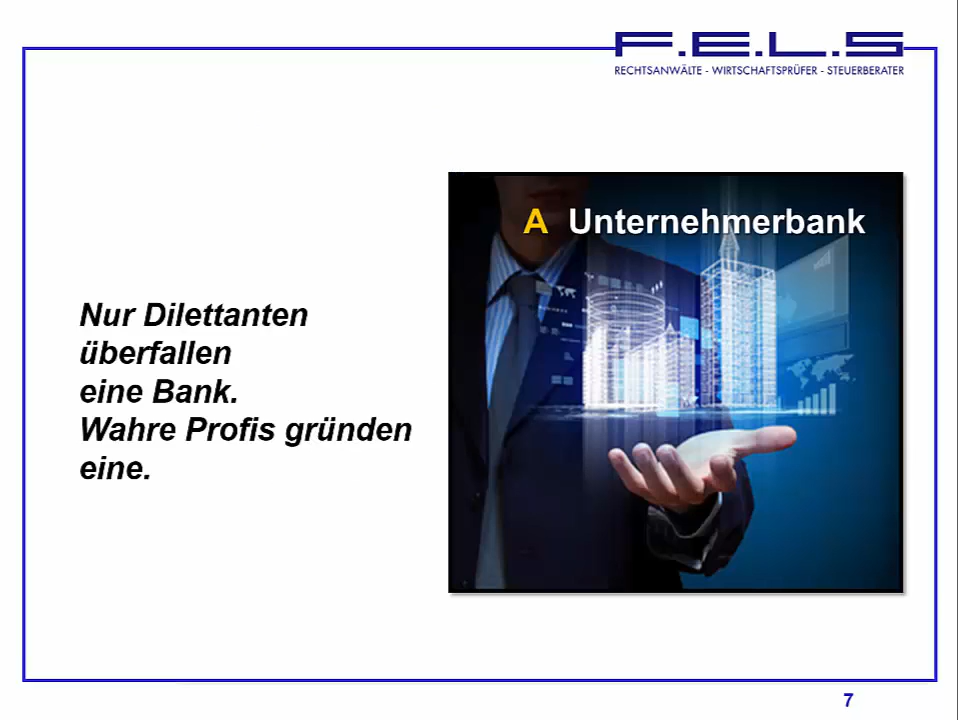 F.E.L.S
RECHTSANWÄLTE - WIRTSCHAFTSPRÜFER - STEUERBERATER
A Unternehmerbank
Nur Dilettanten
überfallen
eine Bank.
Wahre Profis gründen
eine.
7